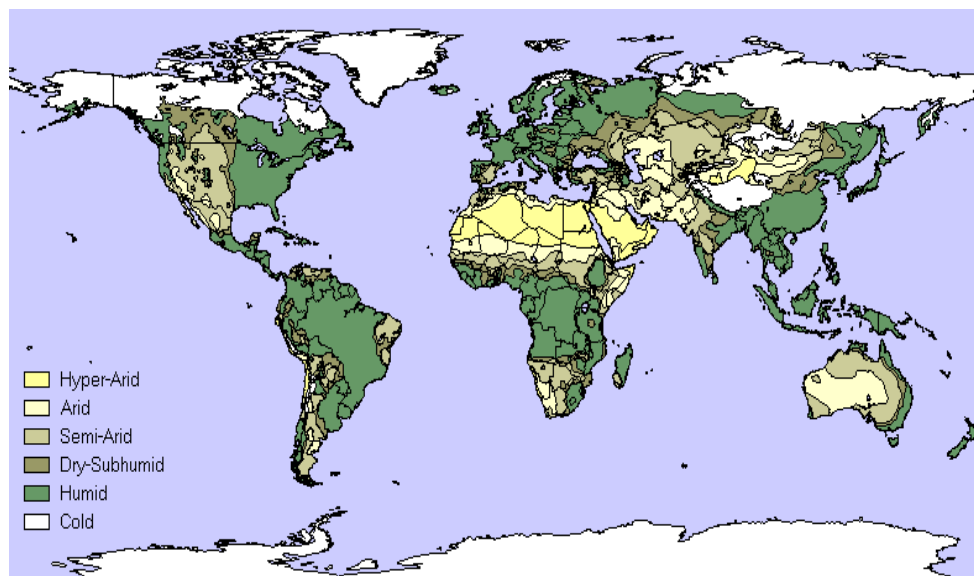 Hyper-Arid
Arid
Semi-Arid
Dry-Subhumid
Humid
Cold